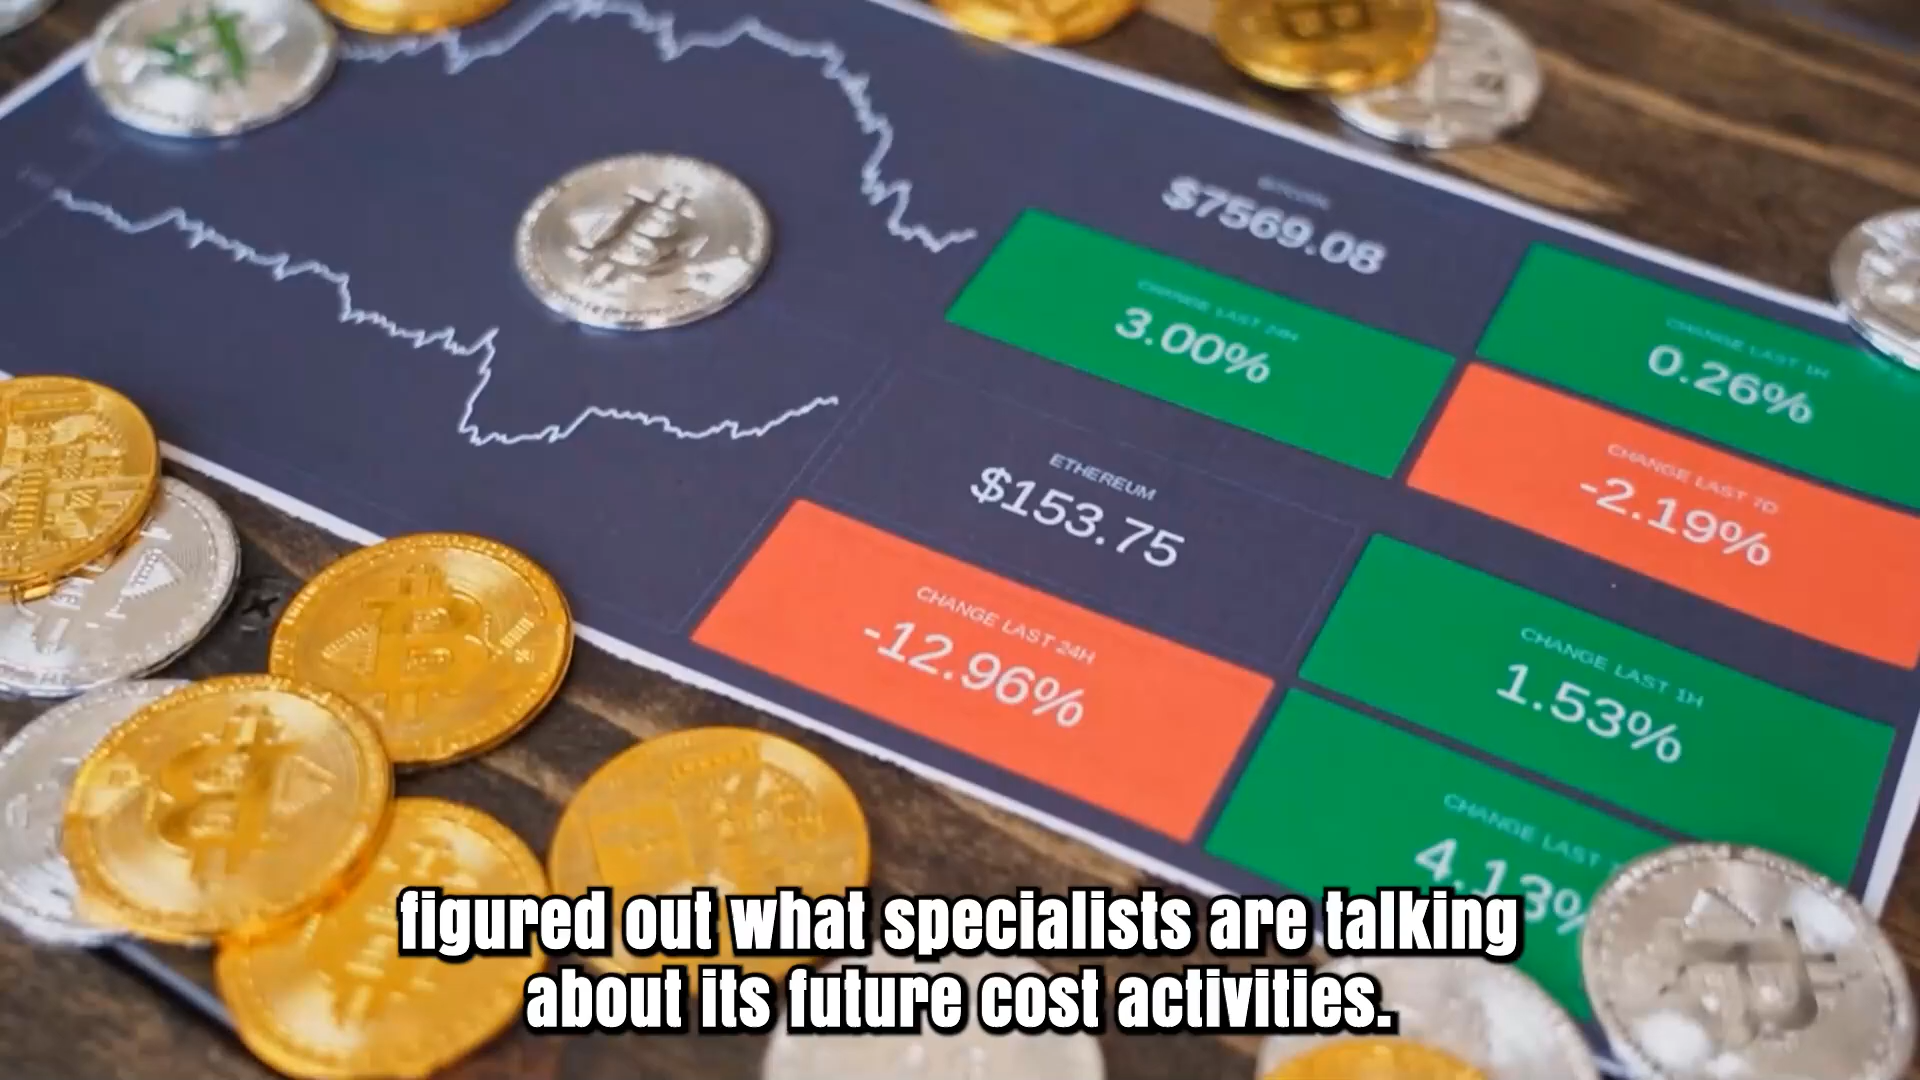 BITCOIN
$7569.08
CHANGE LAST 24H
3.00%
CHANGE LAST 1H
0.26%
CHANGE LAST 7D
-2.19%
ETHEREUM
$153.75
CHANGE LAST 24H
-12.96%
CHANGE LAST 1H
1.53%
CHANGE LAST
4.13%
figured out what specialists are talking
about its future cost activities.